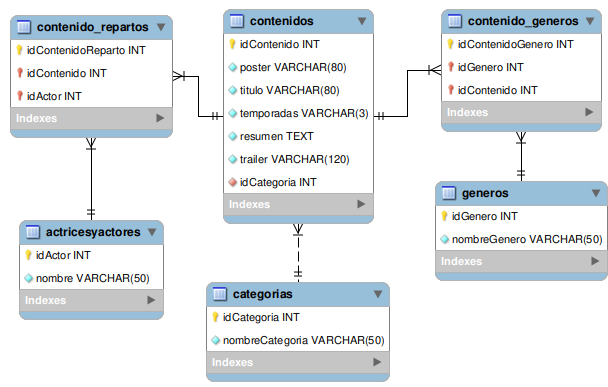 contenido_repartos
idContenidoReparto INT
idContenido INT
idActor INT
Indexes
contenidos
idContenido INT
poster VARCHAR(80)
titulo VARCHAR(80)
temporadas VARCHAR(3)
resumen TEXT
trailer VARCHAR(120)
idCategoria INT
Indexes
contenido_generos
idContenidoGenero INT
idGenero INT
idContenido INT
Indexes
actricesyactores
idActor INT
nombre VARCHAR(50)
Indexes
categorias
idCategoria INT
nombreCategoria VARCHAR(50)
Indexes
generos
idGenero INT
nombreGenero VARCHAR(50)
Indexes